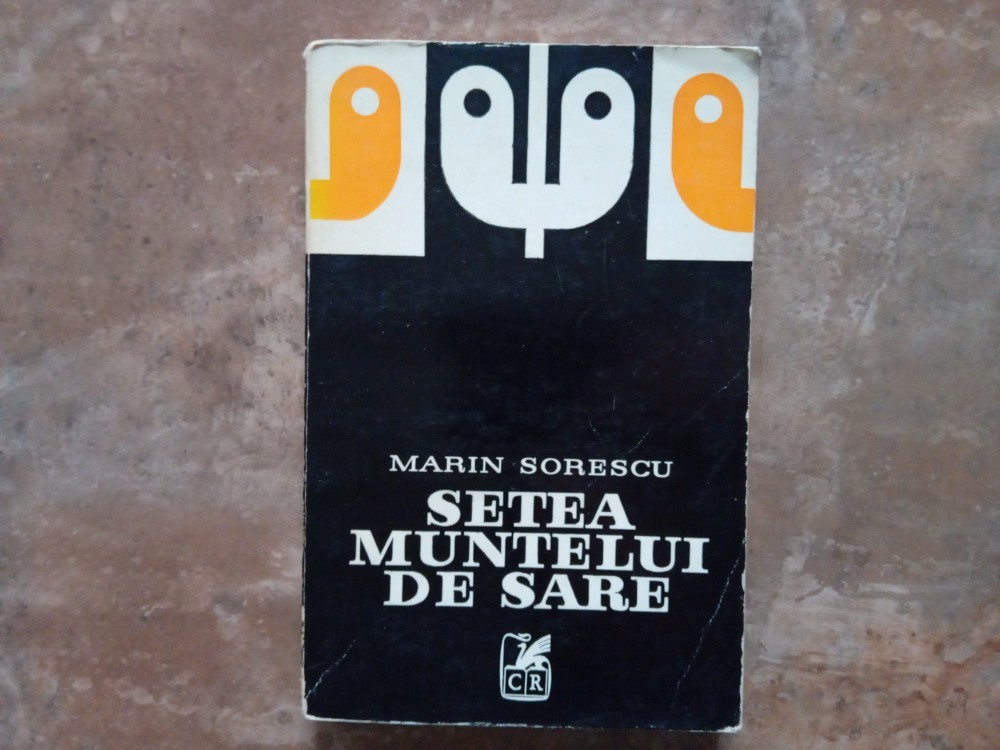 MARIN SORESCU
SETEA
MUNTELUI
DE SARE
CR